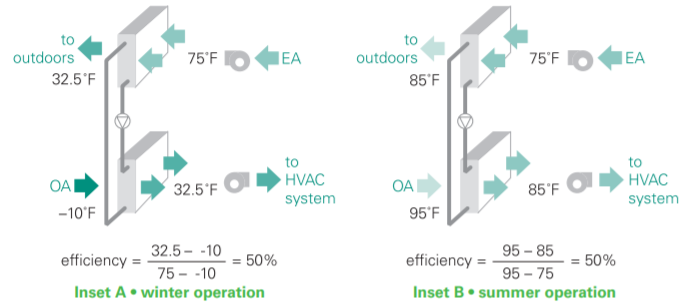 to
outdoors
32.5˚F
75˚F
EA
OA
–10˚F
32.5˚F
to
HVAC
system
efficiency = 32.5 – -10 / 75 – -10 = 50%
Inset A • winter operation
to
outdoors
85˚F
75˚F
EA
OA
95˚F
85˚F
to
HVAC
system
efficiency = 95 – 85 / 95 – 75 = 50%
Inset B • summer operation